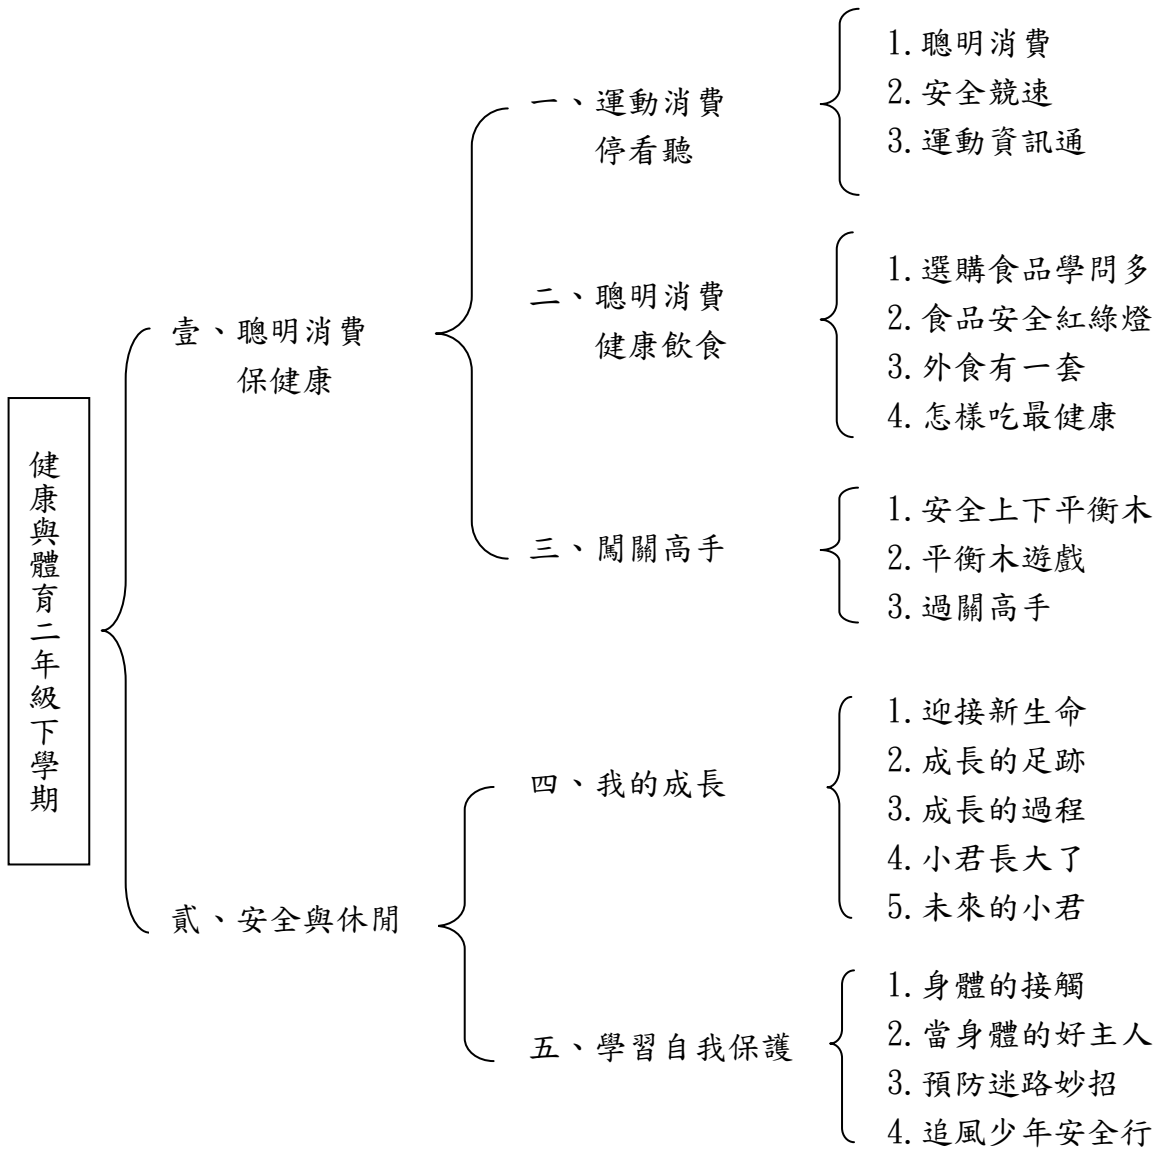 健康與體育二年級下學期
壹、聰明消費
保健康
一、運動消費
停看聽
1.聰明消費
2.安全競速
3.運動資訊通
二、聰明消費
健康飲食
1.選購食品學問多
2.食品安全紅綠燈
3.外食有一套
4.怎樣吃最健康
三、闖關高手
1.安全上下平衡木
2.平衡木遊戲
3.過關高手
貳、安全與休閒
四、我的成長
1.迎接新生命
2.成長的足跡
3.成長的過程
4.小君長大了
5.未來的小君
五、學習自我保護
1.身體的接觸
2.當身體的好主人
3.預防迷路妙招
4.追風少年安全行